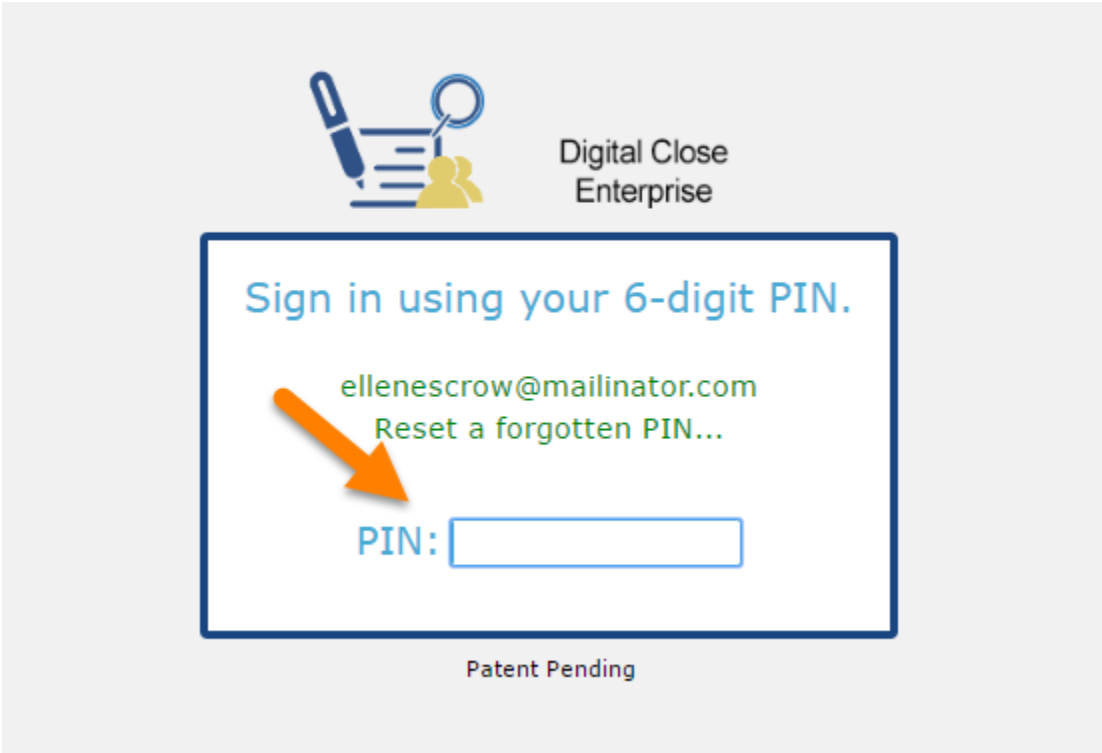 Digital Close
Enterprise
Sign in using your 6-digit PIN.
ellenescrow@mailinator.com
Reset a forgotten PIN...
PIN:
Patent Pending